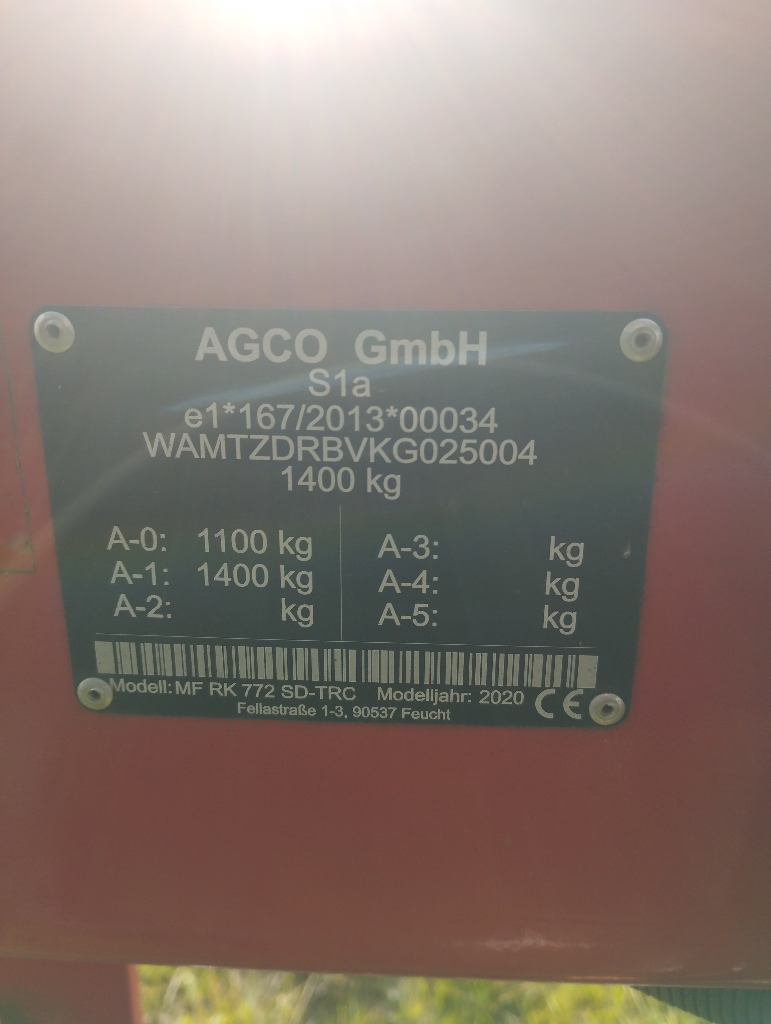 AGCO GmbH
S1a
e1*167/2013*00034
WAMTZDRBVKG025004
1400 kg
A-0: 1100 kg
A-1: 1400 kg
A-2: kg
A-3: kg
A-4: kg
A-5: kg
Modell: MF RK 772 SD-TRC Modelljahr: 2020 CE
Fellastraße 1-3, 90537 Feucht